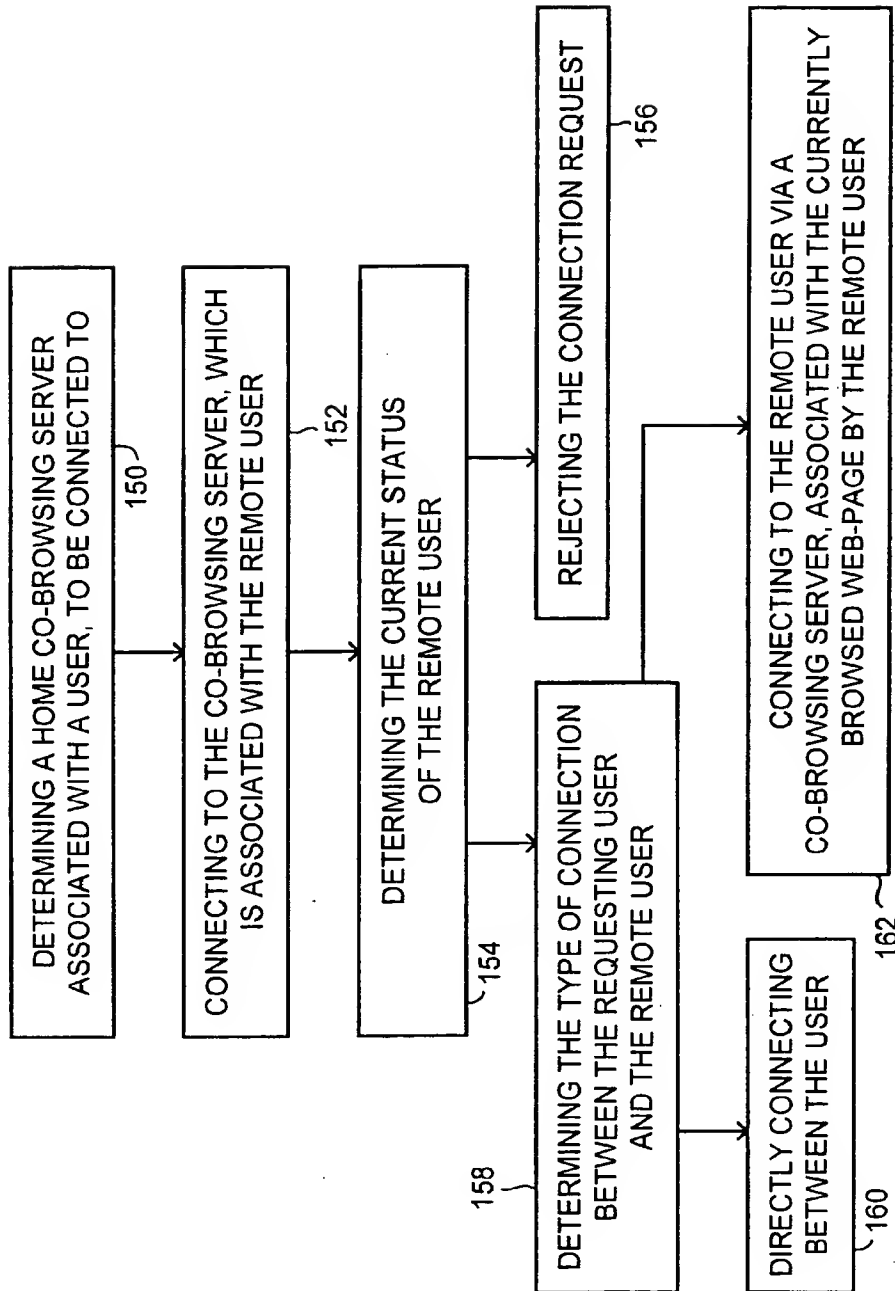 DETERMINING A HOME CO-BROWSING SERVER
ASSOCIATED WITH A USER, TO BE CONNECTED TO
150
CONNECTING TO THE CO-BROWSING SERVER, WHICH
IS ASSOCIATED WITH THE REMOTE USER
152
DETERMINING THE CURRENT STATUS
OF THE REMOTE USER
154
REJECTING THE CONNECTION REQUEST
156
158
DETERMINING THE TYPE OF CONNECTION
BETWEEN THE REQUESTING USER
AND THE REMOTE USER
DIRECTLY CONNECTING
BETWEEN THE USER
160
CONNECTING TO THE REMOTE USER VIA A
CO-BROWSING SERVER, ASSOCIATED WITH THE CURRENTLY
BROWSED WEB-PAGE BY THE REMOTE USER
162